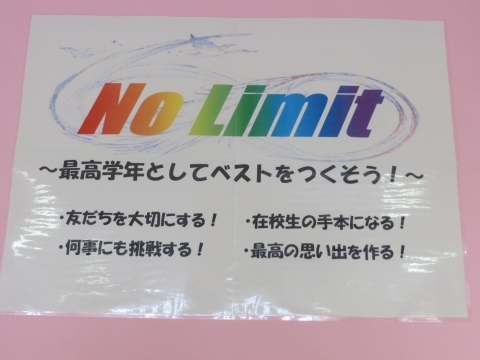 No Limit
～最高学年としてベストをつくそう！～
・友だちを大切にする！ ・在校生の手本になる！
・何事にも挑戦する！ ・最高の思い出を作る！